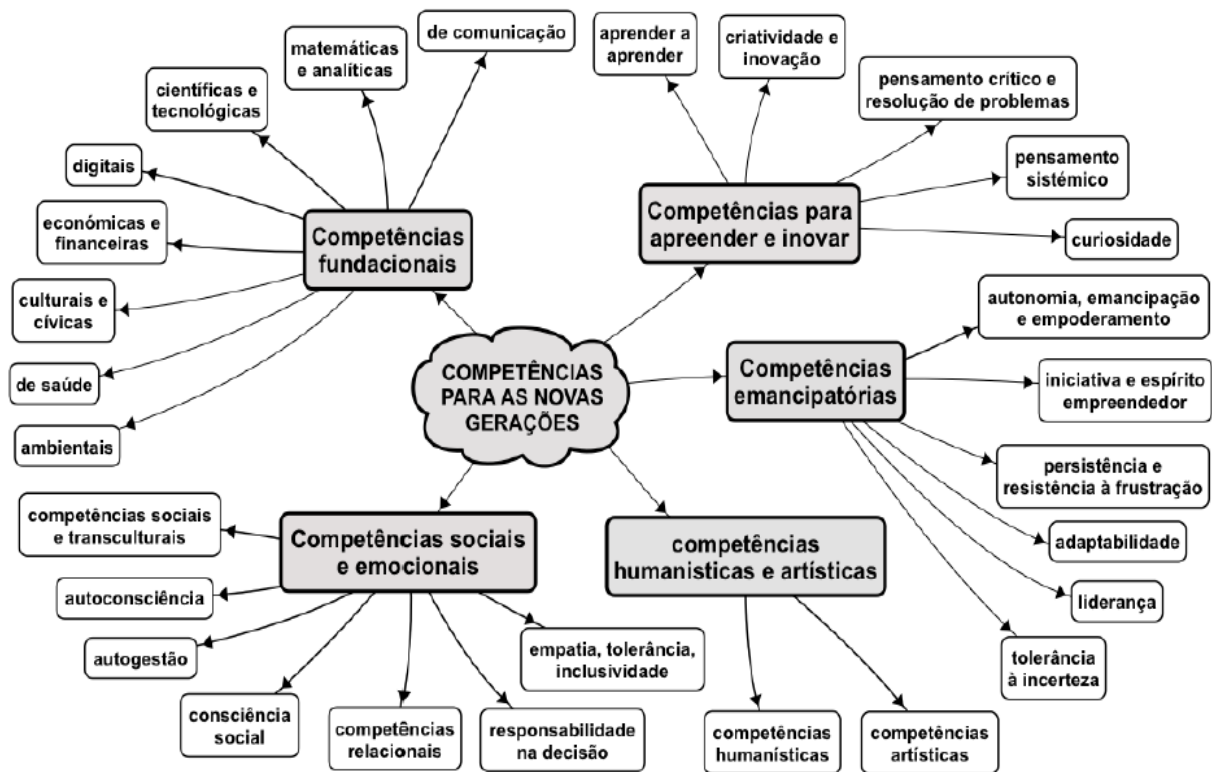 COMPETÊNCIAS
PARA AS NOVAS
GERAÇÕES
Competências
fundacionais
de comunicação
matemáticas
e analíticas
científicas e
tecnológicas
digitais
económicas e
financeiras
culturais e
cívicas
de saúde
ambientais
Competências para
apreender e inovar
aprender a
aprender
criatividade e
inovação
pensamento crítico e
resolução de problemas
pensamento
sistémico
curiosidade
Competências
emancipatórias
autonomia, emancipação
e empoderamento
iniciativa e espírito
empreendedor
persistência e
resistência à frustração
adaptabilidade
liderança
tolerância
à incerteza
competências
humanisticas e artísticas
competências
humanísticas
competências
artísticas
Competências sociais
e emocionais
competências sociais
e transculturais
autoconsciência
autogestão
consciência
social
competências
relacionais
responsabilidade
na decisão
empatia, tolerância,
inclusividade